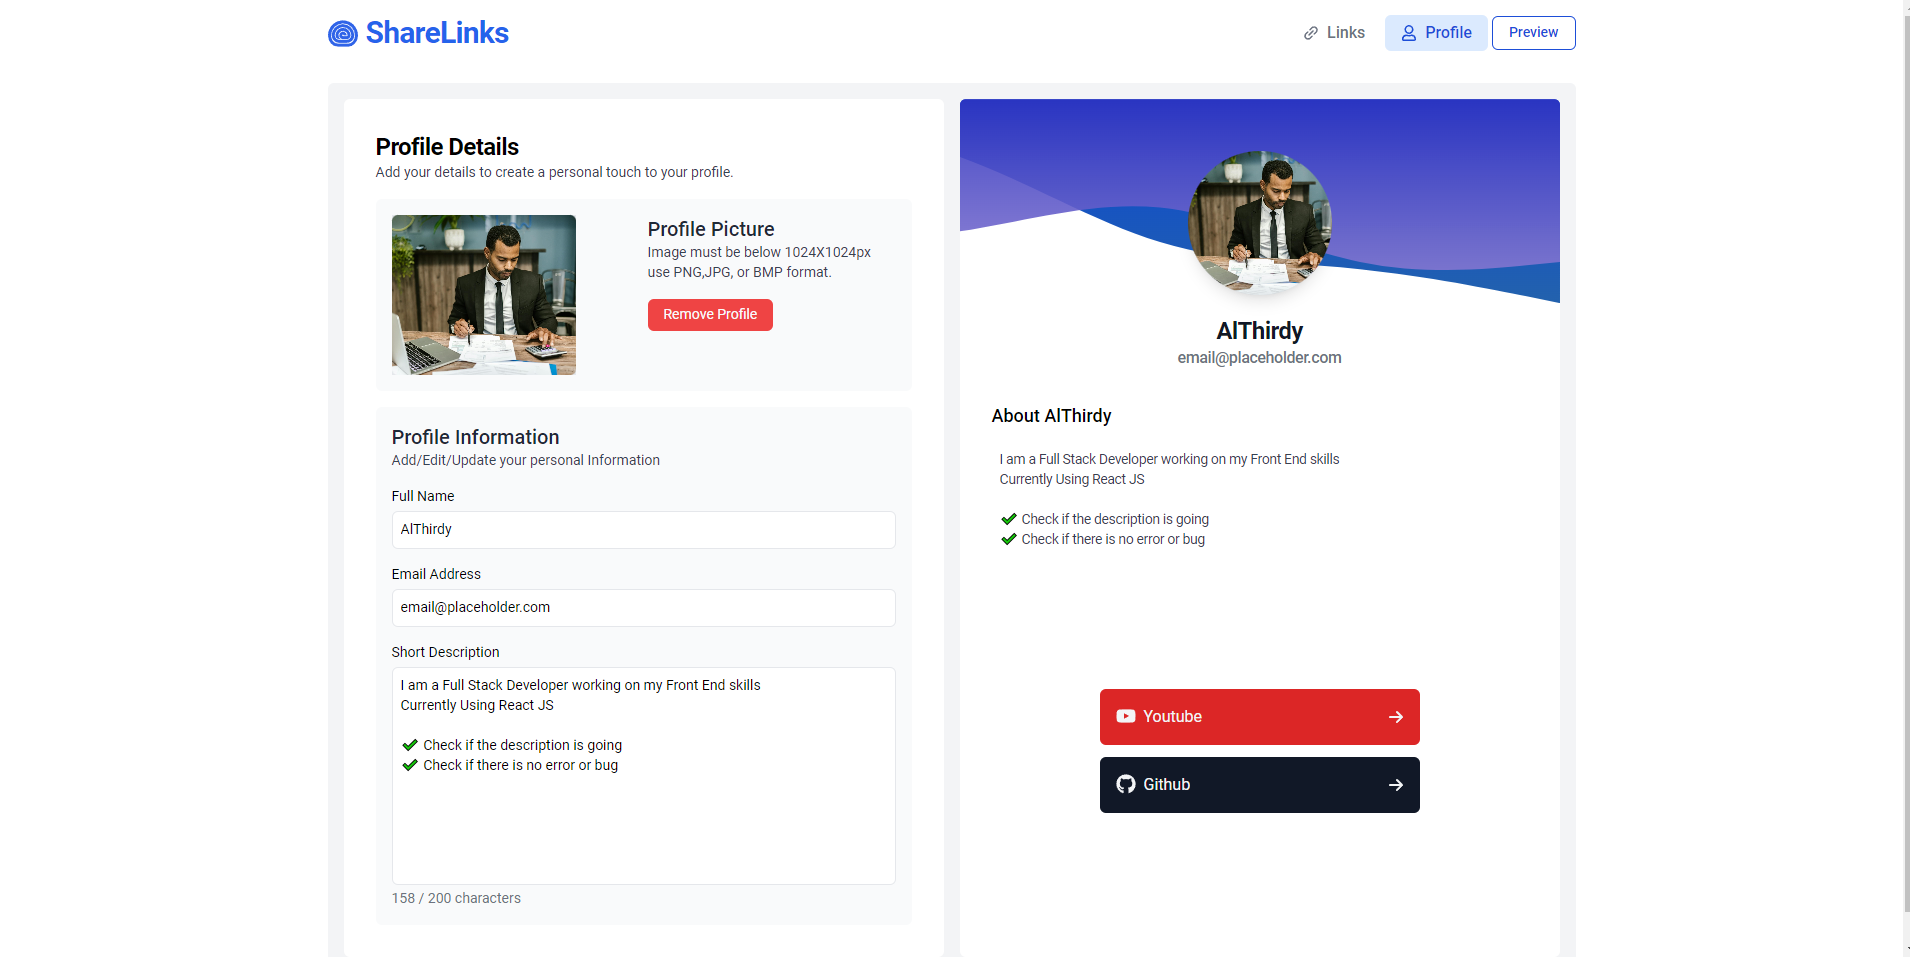 ShareLinks
Links
Profile
Preview
Profile Details
Add your details to create a personal touch to your profile.
Profile Picture
Image must be below 1024X1024px
use PNG,JPG, or BMP format.
Remove Profile
Profile Information
Add/Edit/Update your personal Information
Full Name
AlThirdy
Email Address
email@placeholder.com
Short Description
I am a Full Stack Developer working on my Front End skills
Currently Using React JS
✔ Check if the description is going
✔ Check if there is no error or bug
158 / 200 characters
AlThirdy
email@placeholder.com
About AlThirdy
I am a Full Stack Developer working on my Front End skills
Currently Using React JS
✔ Check if the description is going
✔ Check if there is no error or bug
Youtube
Github